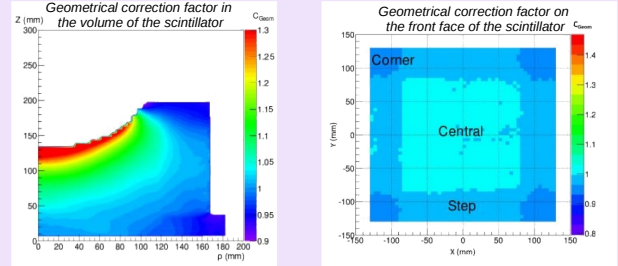 Geometrical correction factor in
the volume of the scintillator
Z (mm)
C Geom
300
250
200
150
100
50
0
0 20 40 60 80 100 120 140 160 180 200
ρ (mm)
1.3
1.25
1.2
1.15
1.1
1.05
1
0.95
0.9
Geometrical correction factor on
the front face of the scintillator
C Geom
150
100
50
0
-50
-100
-150
Y (mm)
Corner
Central
Step
-150 -100 -50 0 50 100 150
X (mm)
1.4
1.3
1.2
1.1
1
0.9
0.8